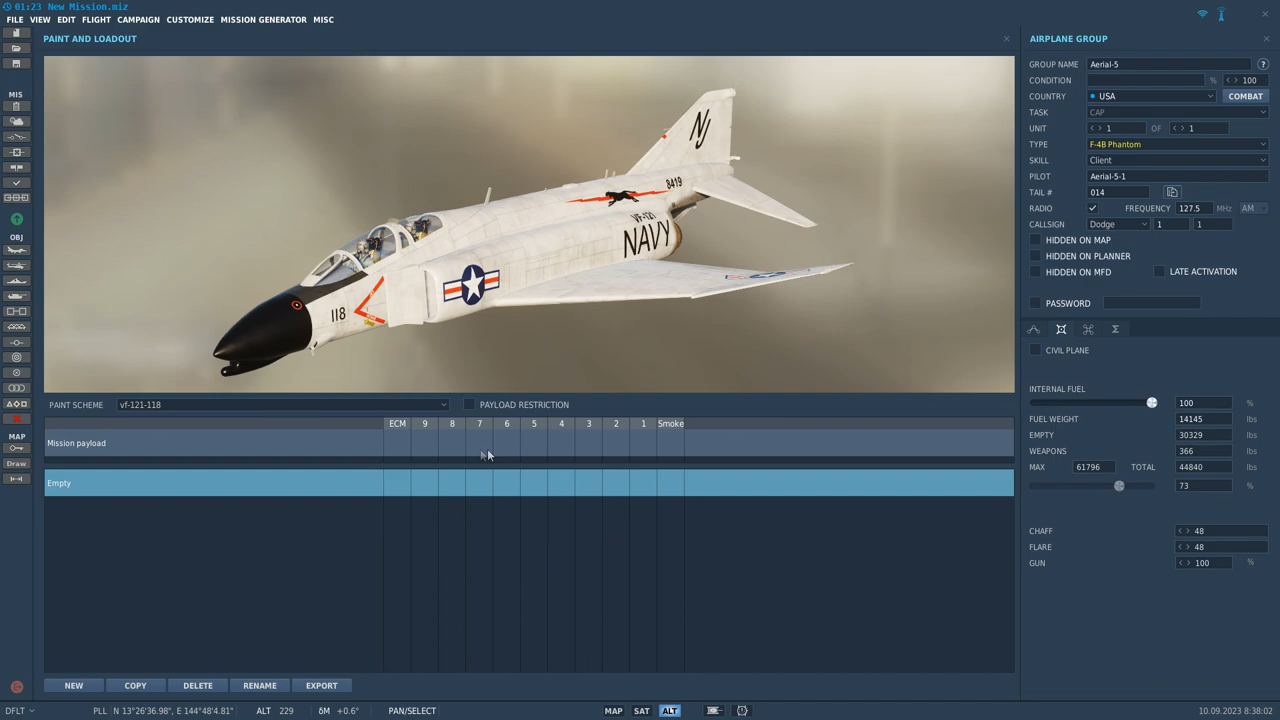 01:23 New Mission.miz
FILE VIEW EDIT FLIGHT CAMPAIGN CUSTOMIZE MISSION GENERATOR MISC
PAINT AND LOADOUT
NJ
8419
VF-121
NAVY
118
PAINT SCHEME vf-121-118 PAYLOAD RESTRICTION
ECM 9 8 7 6 5 4 3 2 1 Smoke
Mission payload
Empty
NEW COPY DELETE RENAME EXPORT
MIS
OBJ
MAP
Draw
AIRPLANE GROUP
GROUP NAME Aerial-5 ?
CONDITION % 100
COUNTRY USA COMBAT
TASK CAP
UNIT 1 OF 1
TYPE F-4B Phantom
SKILL Client
PILOT Aerial-5-1
TAIL # 014
RADIO FREQUENCY 127.5 MHz AM
CALLSIGN Dodge 1 1
HIDDEN ON MAP
HIDDEN ON PLANNER
HIDDEN ON MFD LATE ACTIVATION
PASSWORD
CIVIL PLANE
INTERNAL FUEL
100 %
FUEL WEIGHT 14145 lbs
EMPTY 30329 lbs
WEAPONS 366 lbs
MAX 61796 TOTAL 44840 lbs
73 %
CHAFF 48
FLARE 48
GUN 100 %
DFLT PLL N 13°26'36.98", E 144°48'4.81" ALT 229 δM +0.6° PAN/SELECT MAP SAT ALT 10.09.2023 8:38:02